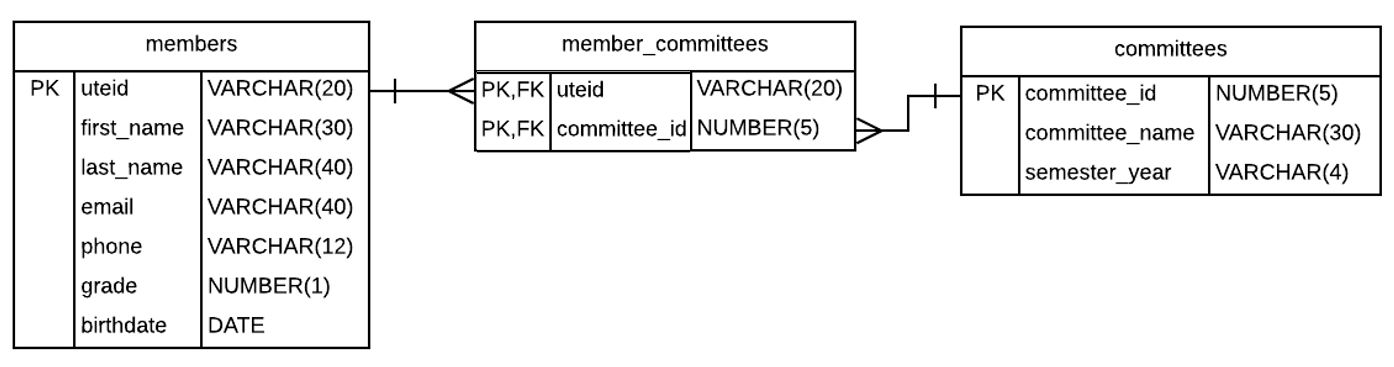 members
PK uteid VARCHAR(20)
first_name VARCHAR(30)
last_name VARCHAR(40)
email VARCHAR(40)
phone VARCHAR(12)
grade NUMBER(1)
birthdate DATE
member_committees
PK,FK uteid VARCHAR(20)
PK,FK committee_id NUMBER(5)
committees
PK committee_id NUMBER(5)
committee_name VARCHAR(30)
semester_year VARCHAR(4)